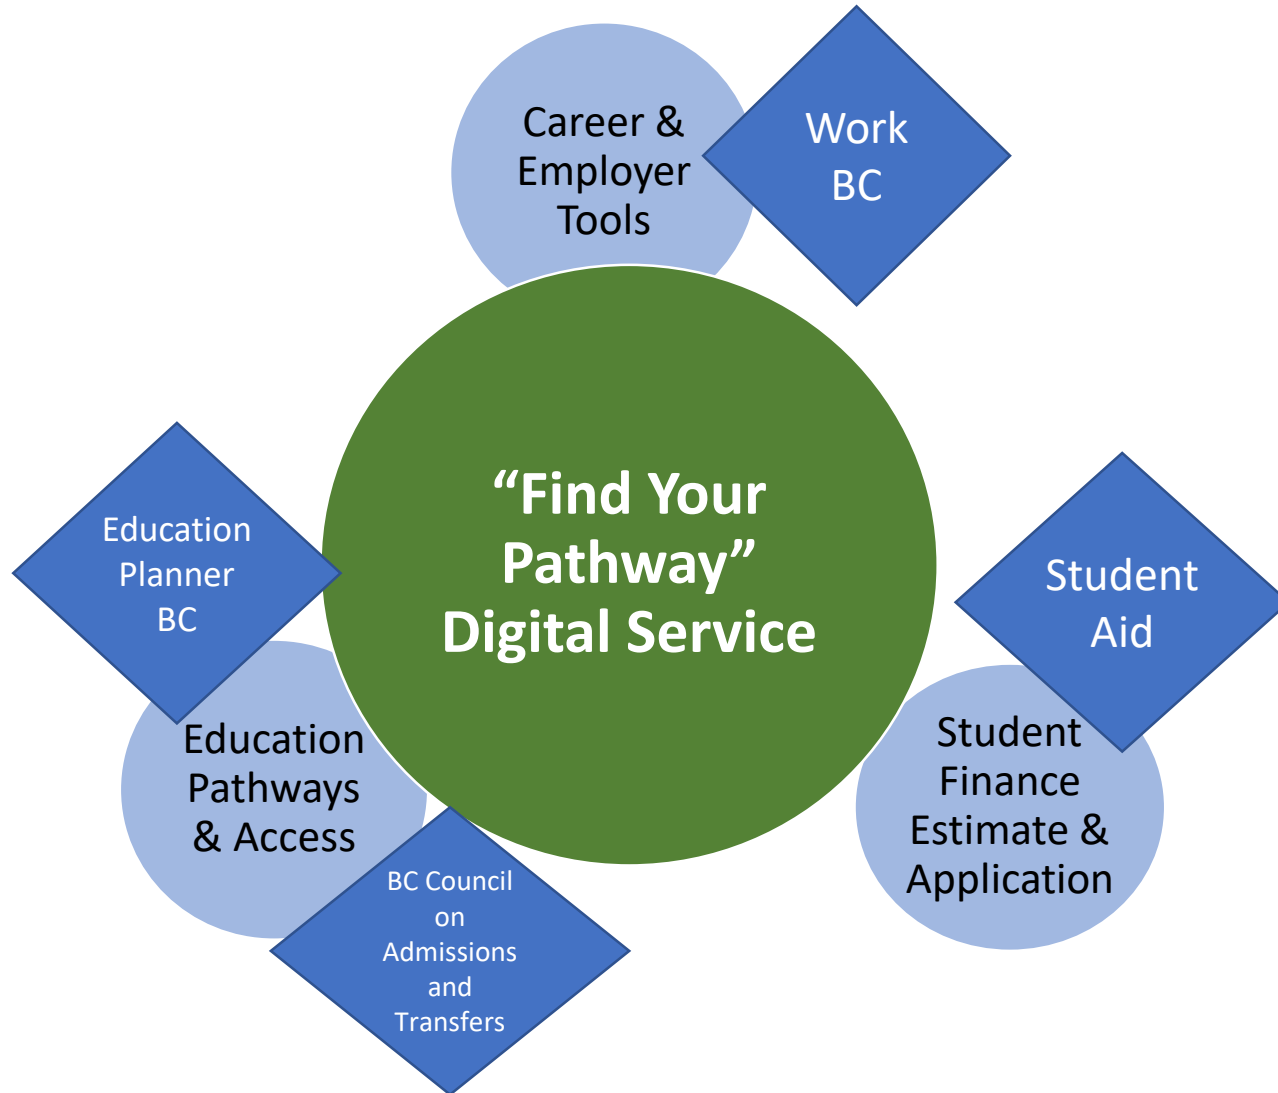 Career &
Employer
Tools
Work
BC
“Find Your
Pathway”
Digital Service
Education
Planner
BC
Student
Aid
Education
Pathways
& Access
Student
Finance
Estimate &
Application
BC Council
on
Admissions
and
Transfers